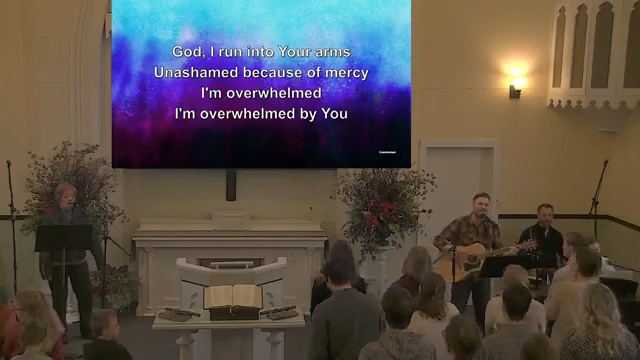 God, I run into Your arms
Unashamed because of mercy
I'm overwhelmed
I'm overwhelmed by You